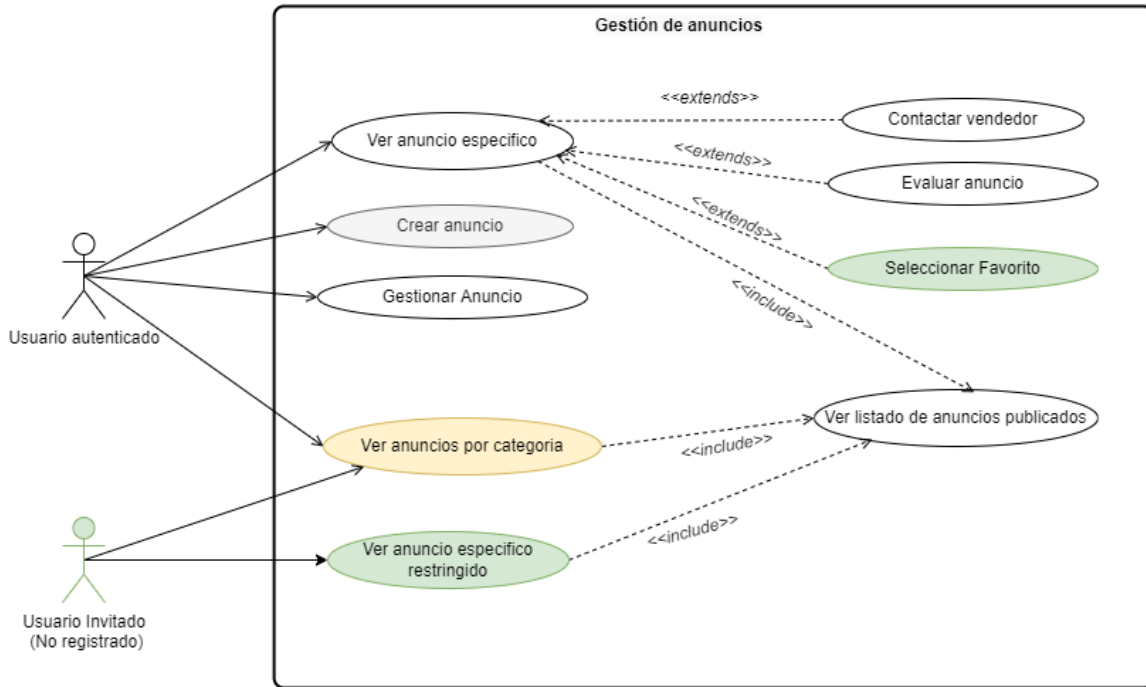 Gestión de anuncios
<<extends>>
Contactar vendedor
Ver anuncio especifico
<<extends>>
Evaluar anuncio
<<extends>>
Crear anuncio
Seleccionar Favorito
Gestionar Anuncio
<<include>>
Usuario autenticado
Ver listado de anuncios publicados
Ver anuncios por categoria
<<include>>
<<include>>
Ver anuncio especifico
restringido
Usuario Invitado
(No registrado)